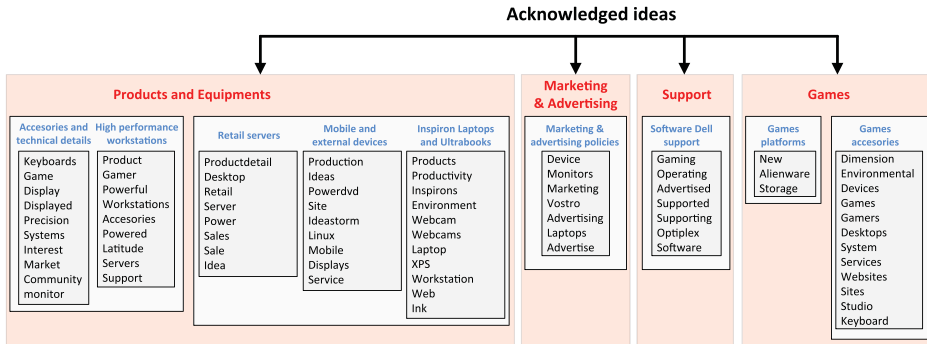 Acknowledged ideas
Products and Equipments
Accesories and
technical details
Keyboards
Game
Display
Displayed
Precision
Systems
Interest
Market
Community
monitor
High performance
workstations
Product
Gamer
Powerful
Workstations
Accesories
Powered
Latitude
Servers
Support
Retail servers
Productdetail
Desktop
Retail
Server
Power
Sales
Sale
Idea
Mobile and
external devices
Production
Ideas
Powerdvd
Site
Ideastorm
Linux
Mobile
Displays
Service
Inspiron Laptops
and Ultrabooks
Products
Productivity
Inspirons
Environment
Webcam
Webcams
Laptop
XPS
Workstation
Web
Ink
Marketing
& Advertising
Marketing &
advertising policies
Device
Monitors
Marketing
Vostro
Advertising
Laptops
Advertise
Support
Software Dell
support
Gaming
Operating
Advertised
Supported
Supporting
Optiplex
Software
Games
Games
platforms
New
Alienware
Storage
Games
accesories
Dimension
Environmental
Devices
Games
Gamers
Desktops
System
Services
Websites
Sites
Studio
Keyboard